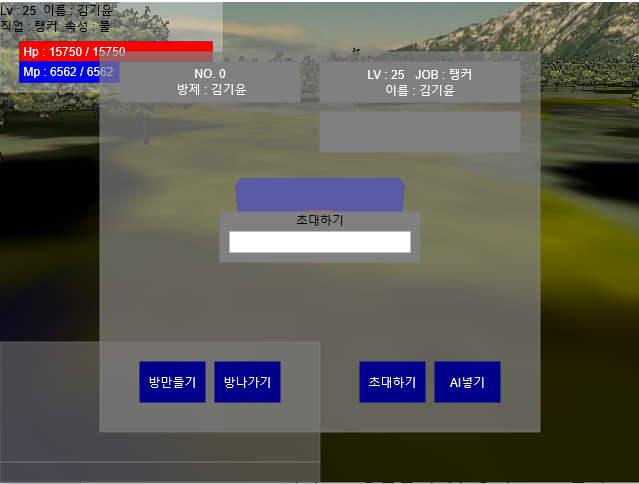 Lv : 25 이름 : 김기윤
직업 : 탱커 속성 : 물
Hp : 15750 / 15750
Mp : 6562 / 6562
NO. 0
방제 : 김기윤
LV : 25 JOB : 탱커
이름 : 김기윤
초대하기
방만들기
방나가기
초대하기
AI넣기